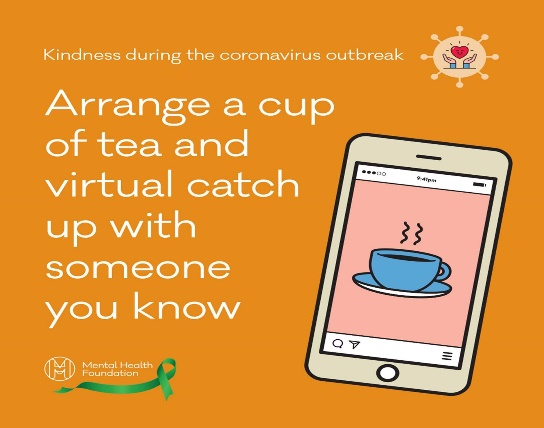 Kindness during the coronavirus outbreak
Arrange a cup
of tea and
virtual catch
up with
someone
you know
9:41pm
Mental Health
Foundation